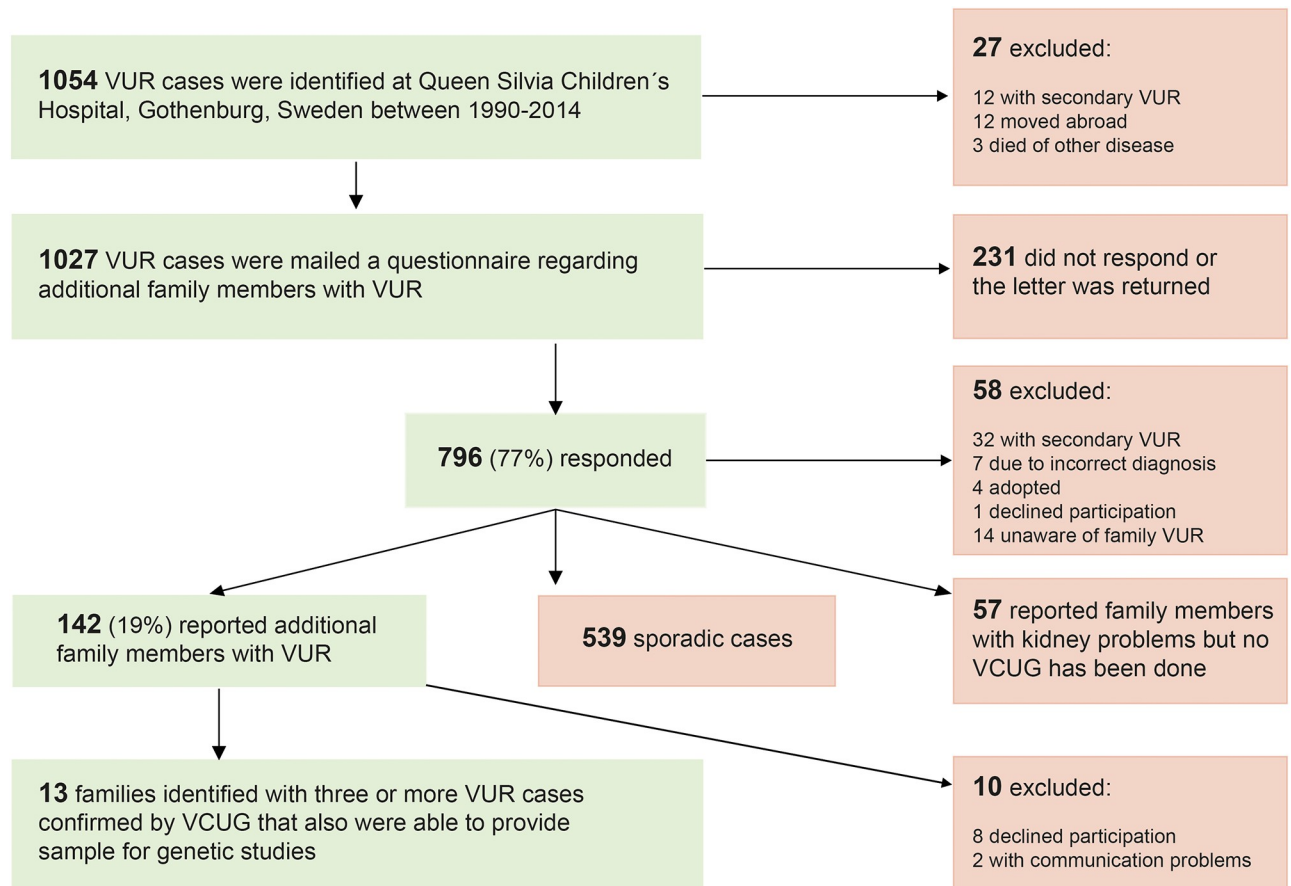 1054 VUR cases were identified at Queen Silvia Children´s
Hospital, Gothenburg, Sweden between 1990-2014
27 excluded:
12 with secondary VUR
12 moved abroad
3 died of other disease
1027 VUR cases were mailed a questionnaire regarding
additional family members with VUR
231 did not respond or
the letter was returned
796 (77%) responded
58 excluded:
32 with secondary VUR
7 due to incorrect diagnosis
4 adopted
1 declined participation
14 unaware of family VUR
142 (19%) reported additional
family members with VUR
539 sporadic cases
57 reported family members
with kidney problems but no
VCUG has been done
13 families identified with three or more VUR cases
confirmed by VCUG that also were able to provide
sample for genetic studies
10 excluded:
8 declined participation
2 with communication problems